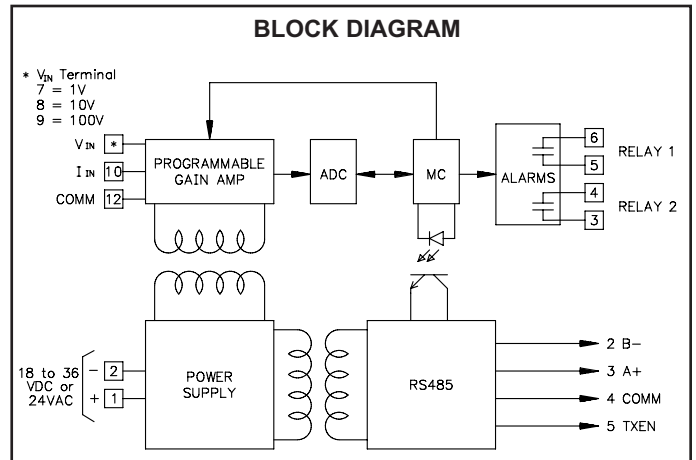 BLOCK DIAGRAM
* VIN Terminal
7 = 1V
8 = 10V
9 = 100V
VIN *
I IN 10
COMM 12
PROGRAMMABLE
GAIN AMP
ADC
MC
ALARMS
6
5
RELAY 1
4
3
RELAY 2
18 to 36
VDC or
24VAC
- 2
+ 1
POWER
SUPPLY
RS485
2 B-
3 A+
4 COMM
5 TXEN